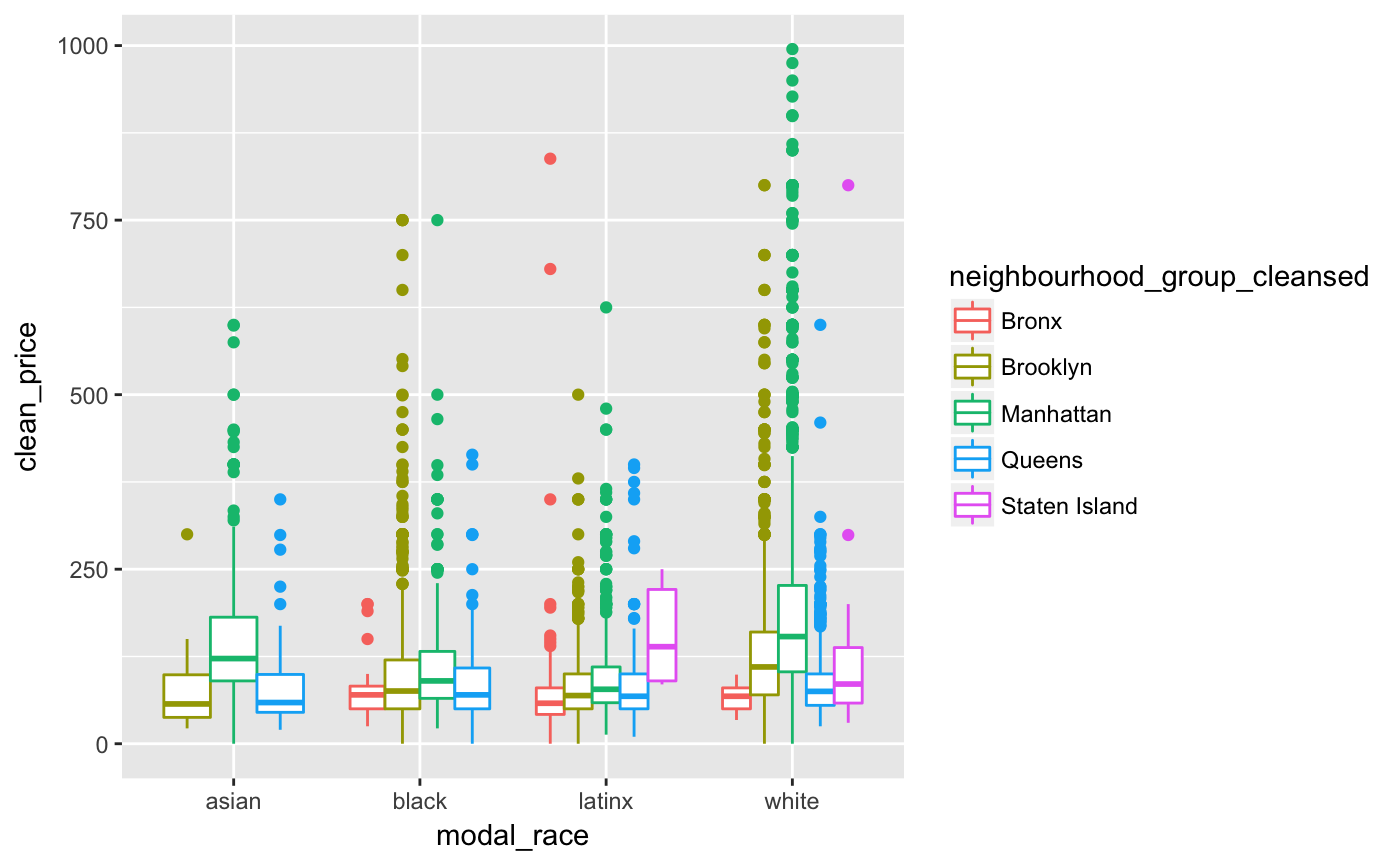 1000
750
500
250
0
clean_price
asian black latinx white
modal_race
neighbourhood_group_cleansed
Bronx
Brooklyn
Manhattan
Queens
Staten Island